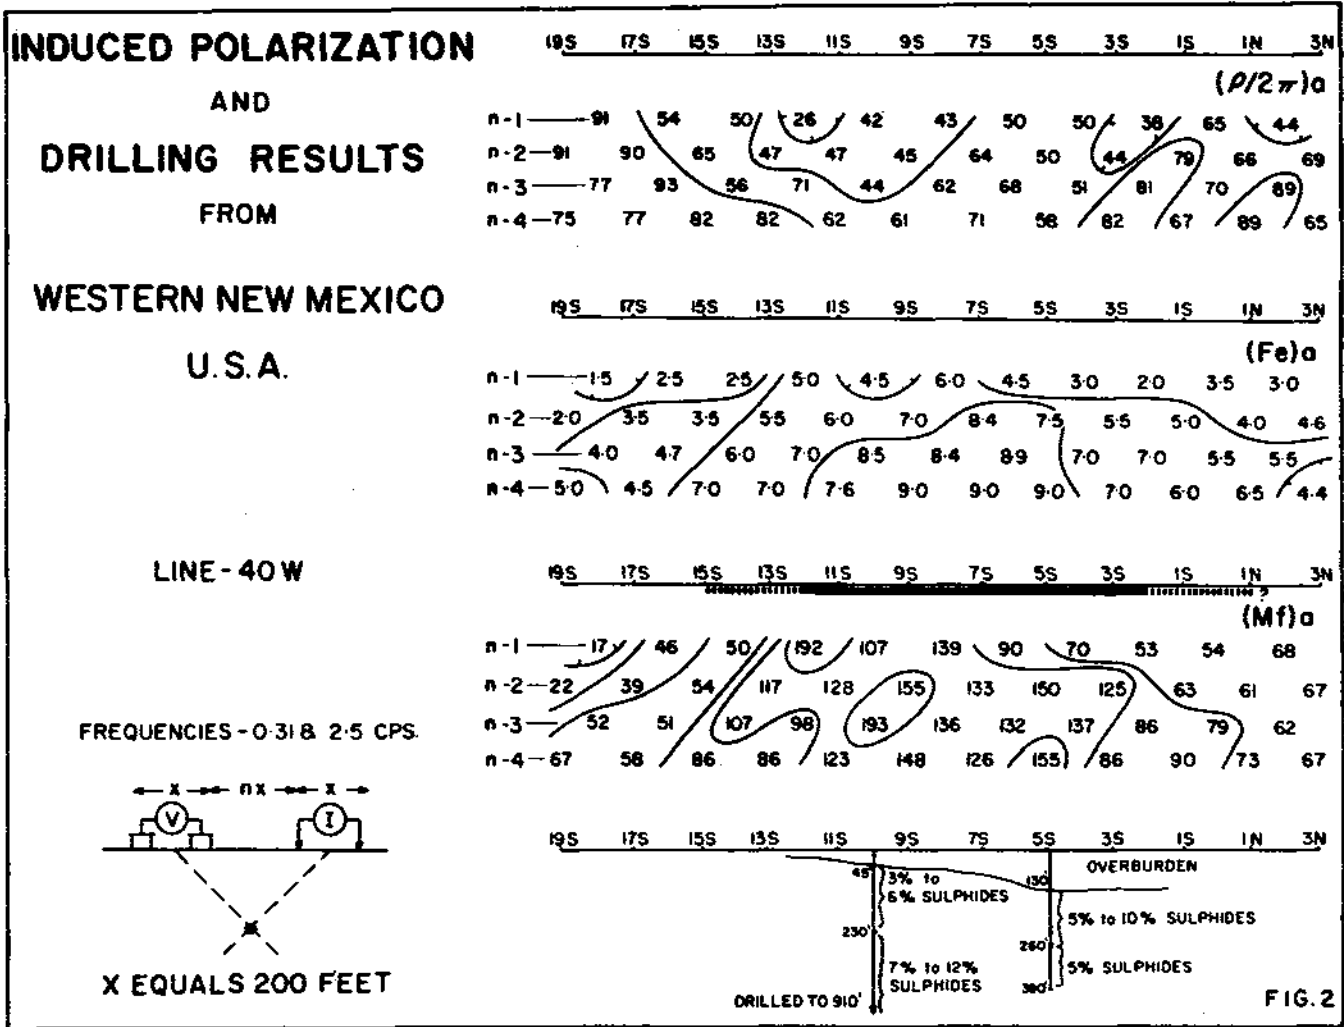 INDUCED POLARIZATION
AND
DRILLING RESULTS
FROM
WESTERN NEW MEXICO
U.S.A.
LINE-40W
FREQUENCIES-0·31& 2·5 CPS.
x nx x
V I
X EQUALS 200 FEET
19S 17S 15S 13S 11S 9S 7S 5S 3S 1S 1N 3N
(ρ/2π)a
n-1 91 54 50 26 42 43 50 50 38 65 44
n-2 91 90 65 47 47 45 64 50 44 79 66 69
n-3 77 93 56 71 44 62 68 51 81 70 89
n-4 75 77 82 82 62 61 71 58 82 67 89 65
19S 17S 15S 13S 11S 9S 7S 5S 3S 1S 1N 3N
(Fe)a
n-1 1·5 2·5 2·5 5·0 4·5 6·0 4·5 3·0 2·0 3·5 3·0
n-2 2·0 3·5 3·5 5·5 6·0 7·0 8·4 7·5 5·5 5·0 4·0 4·6
n-3 4·0 4·7 6·0 7·0 8·5 8·4 8·9 7·0 7·0 5·5 5·5
n-4 5·0 4·5 7·0 7·0 7·6 9·0 9·0 9·0 7·0 6·0 6·5 4·4
19S 17S 15S 13S 11S 9S 7S 5S 3S 1S 1N 3N
?
(Mf)a
n-1 17 46 50 192 107 139 90 70 53 54 68
n-2 22 39 54 117 128 155 133 150 125 63 61 67
n-3 52 51 107 98 193 136 132 137 86 79 62
n-4 67 58 86 86 123 148 126 155 86 90 73 67
19S 17S 15S 13S 11S 9S 7S 5S 3S 1S 1N 3N
OVERBURDEN
45' 3% to 130'
6% SULPHIDES
5% to 10% SULPHIDES
230' 260'
7% to 12% 5% SULPHIDES
SULPHIDES
DRILLED TO 910'
FIG. 2